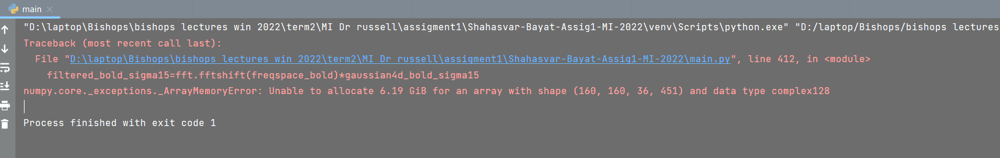 main
"D:\laptop\Bishops\bishops lectures win 2022\term2\MI Dr russell\assigment1\Shahasvar-Bayat-Assig1-MI-2022\venv\Scripts\python.exe" "D:/laptop/Bishops/bishops lectures
Traceback (most recent call last):
File "D:\laptop\Bishops\bishops lectures win 2022\term2\MI Dr russell\assigment1\Shahasvar-Bayat-Assig1-MI-2022\main.py", line 412, in <module>
filtered_bold_sigma15=fft.fftshift(freqspace_bold)*gaussian4d_bold_sigma15
numpy.core._exceptions._ArrayMemoryError: Unable to allocate 6.19 GiB for an array with shape (160, 160, 36, 451) and data type complex128
Process finished with exit code 1